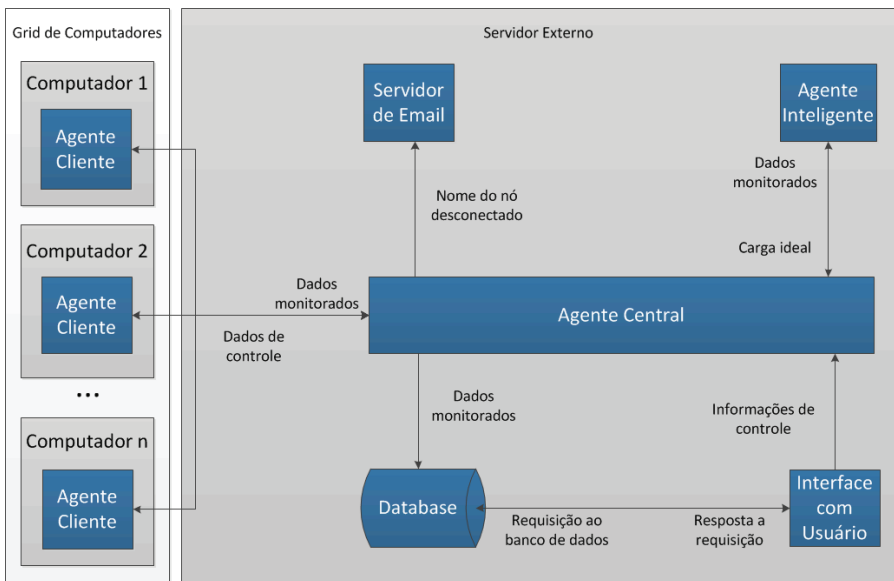 Grid de Computadores
Servidor Externo
Computador 1
Agente
Cliente
Computador 2
Agente
Cliente
...
Computador n
Agente
Cliente
Servidor
de Email
Agente
Inteligente
Nome do nó
desconectado
Dados
monitorados
Carga ideal
Dados
monitorados
Dados de
controle
Agente Central
Dados
monitorados
Informações de
controle
Database
Requisição ao
banco de dados
Resposta a
requisição
Interface
com
Usuário